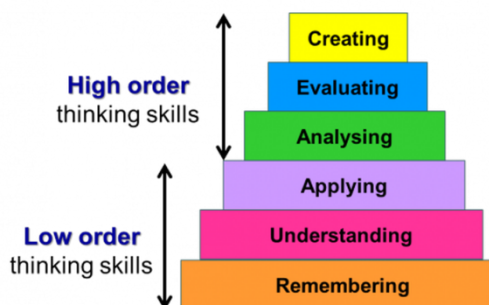 Creating
Evaluating
High order
thinking skills
Analysing
Applying
Low order
thinking skills
Understanding
Remembering